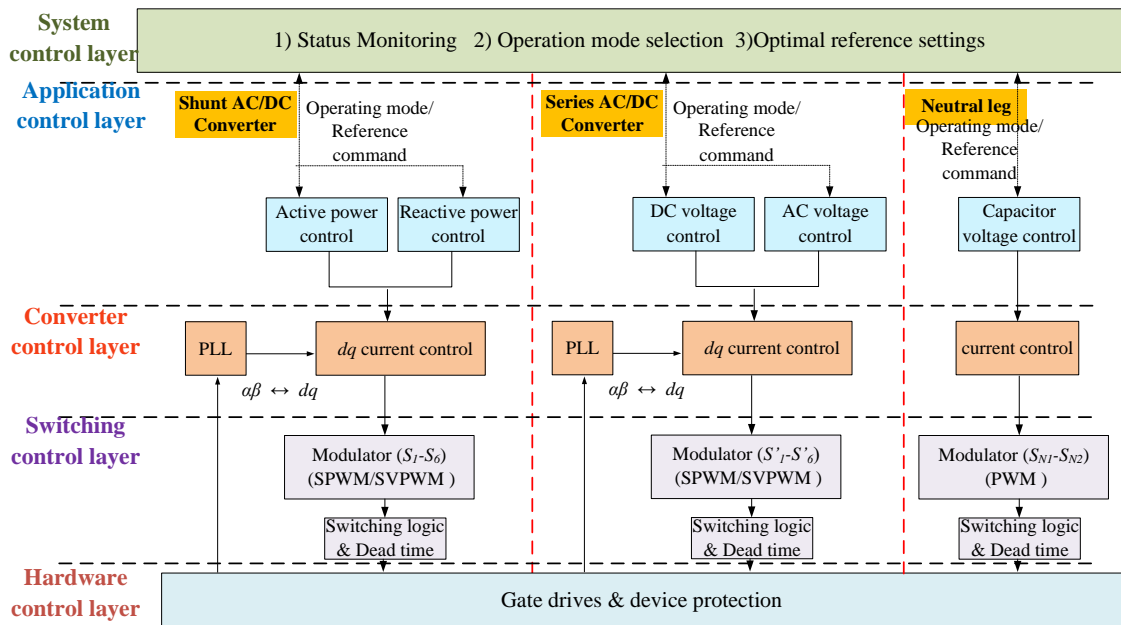 System
control layer
1) Status Monitoring 2) Operation mode selection 3)Optimal reference settings
Application
control layer
Shunt AC/DC
Converter
Operating mode/
Reference
command
Series AC/DC
Converter
Operating mode/
Reference
command
Neutral leg
Operating mode/
Reference
command
Active power
control
Reactive power
control
DC voltage
control
AC voltage
control
Capacitor
voltage control
Converter
control layer
PLL
dq current control
αβ ↔ dq
PLL
dq current control
αβ ↔ dq
current control
Switching
control layer
Modulator (S1-S6)
(SPWM/SVPWM )
Modulator (S'1-S'6)
(SPWM/SVPWM )
Modulator (SN1-SN2)
(PWM )
Switching logic
& Dead time
Switching logic
& Dead time
Switching logic
& Dead time
Hardware
control layer
Gate drives & device protection